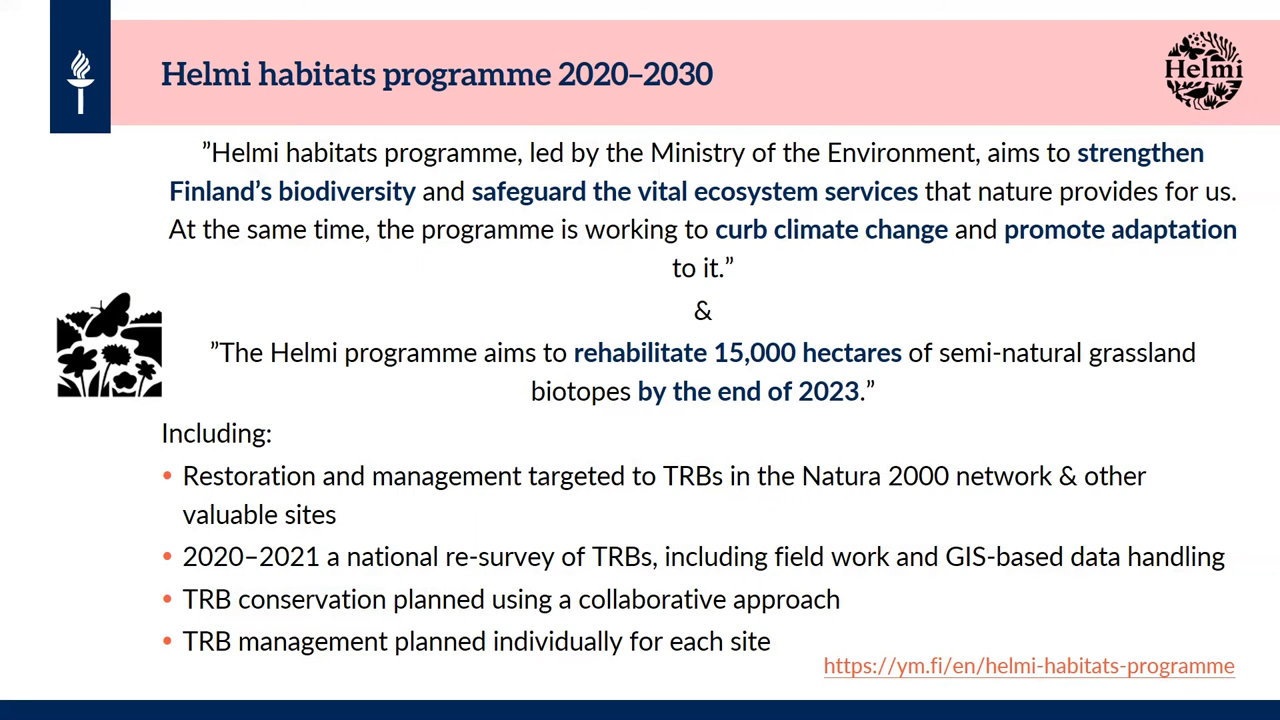 Helmi habitats programme 2020–2030
Helmi
”Helmi habitats programme, led by the Ministry of the Environment, aims to strengthen
Finland’s biodiversity and safeguard the vital ecosystem services that nature provides for us.
At the same time, the programme is working to curb climate change and promote adaptation
to it.”
&
”The Helmi programme aims to rehabilitate 15,000 hectares of semi-natural grassland
biotopes by the end of 2023.”
Including:
• Restoration and management targeted to TRBs in the Natura 2000 network & other
valuable sites
• 2020–2021 a national re-survey of TRBs, including field work and GIS-based data handling
• TRB conservation planned using a collaborative approach
• TRB management planned individually for each site
https://ym.fi/en/helmi-habitats-programme